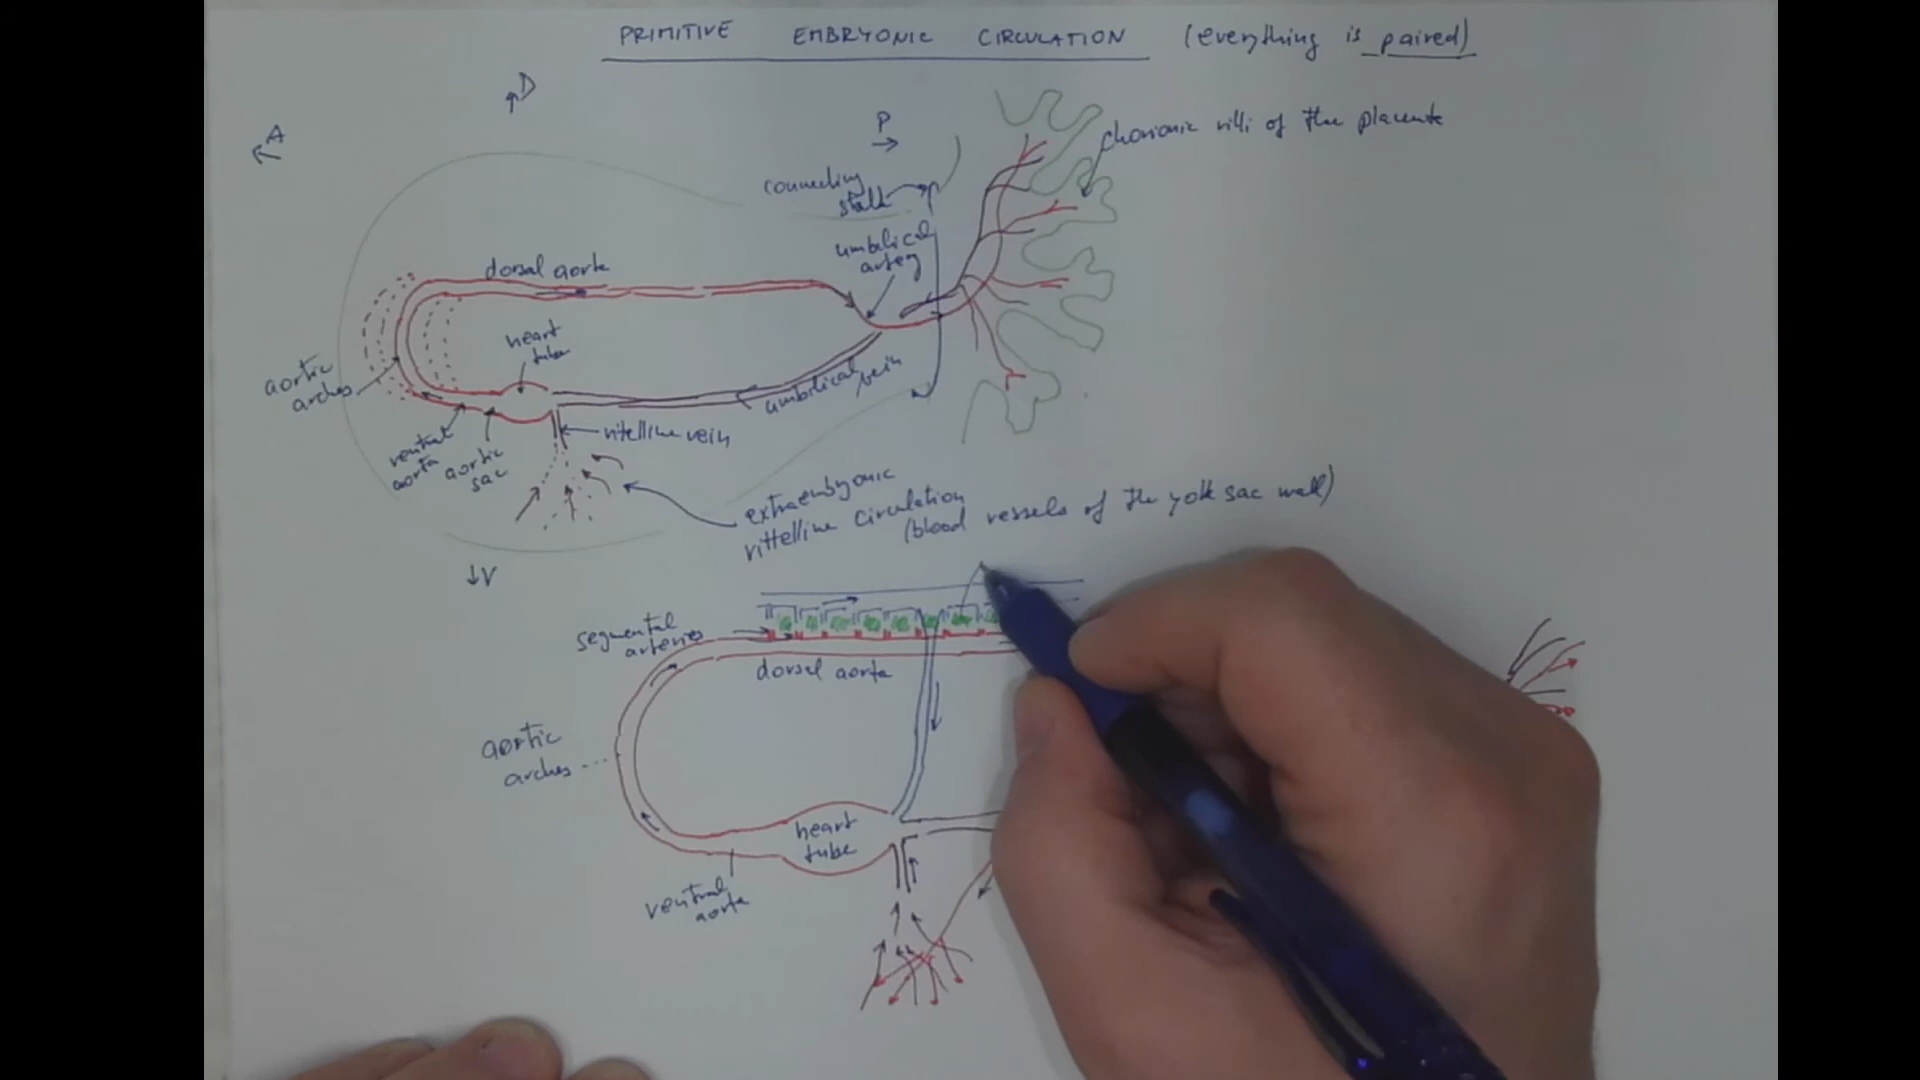 PRIMITIVE EMBRYONIC CIRCULATION (everything is paired)
D
A
P
chorionic villi of the placenta
connecting
stalk
umbilical
artery
dorsal aorta
heart
tube
aortic
arches
umbilical vein
vitelline vein
ventral
aorta
aortic
sac
extraembryonic
vittelline circulation
(blood vessels of the yolk sac wall)
V
segmental
arteries
dorsal aorta
aortic
arches
heart
tube
ventral
aorta